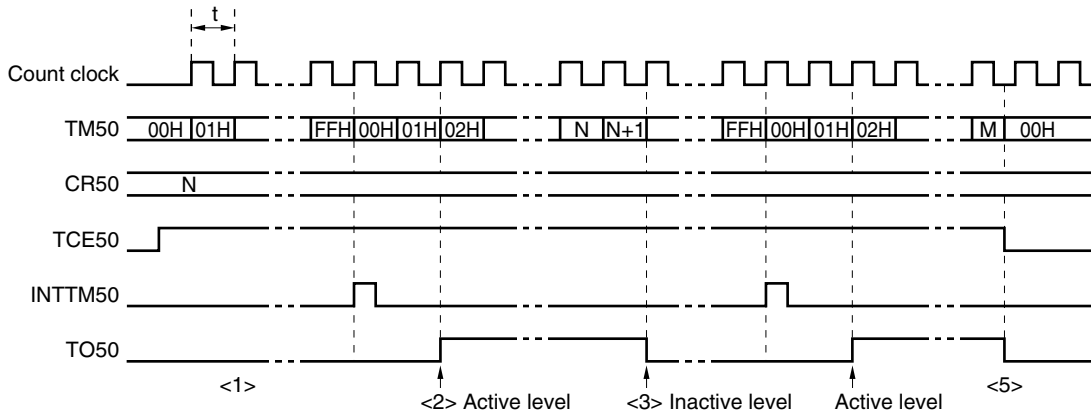 t
Count clock
TM50 00H 01H FFH 00H 01H 02H N N+1 FFH 00H 01H 02H M 00H
CR50 N
TCE50
INTTM50
TO50
<1> <2> Active level <3> Inactive level Active level <5>